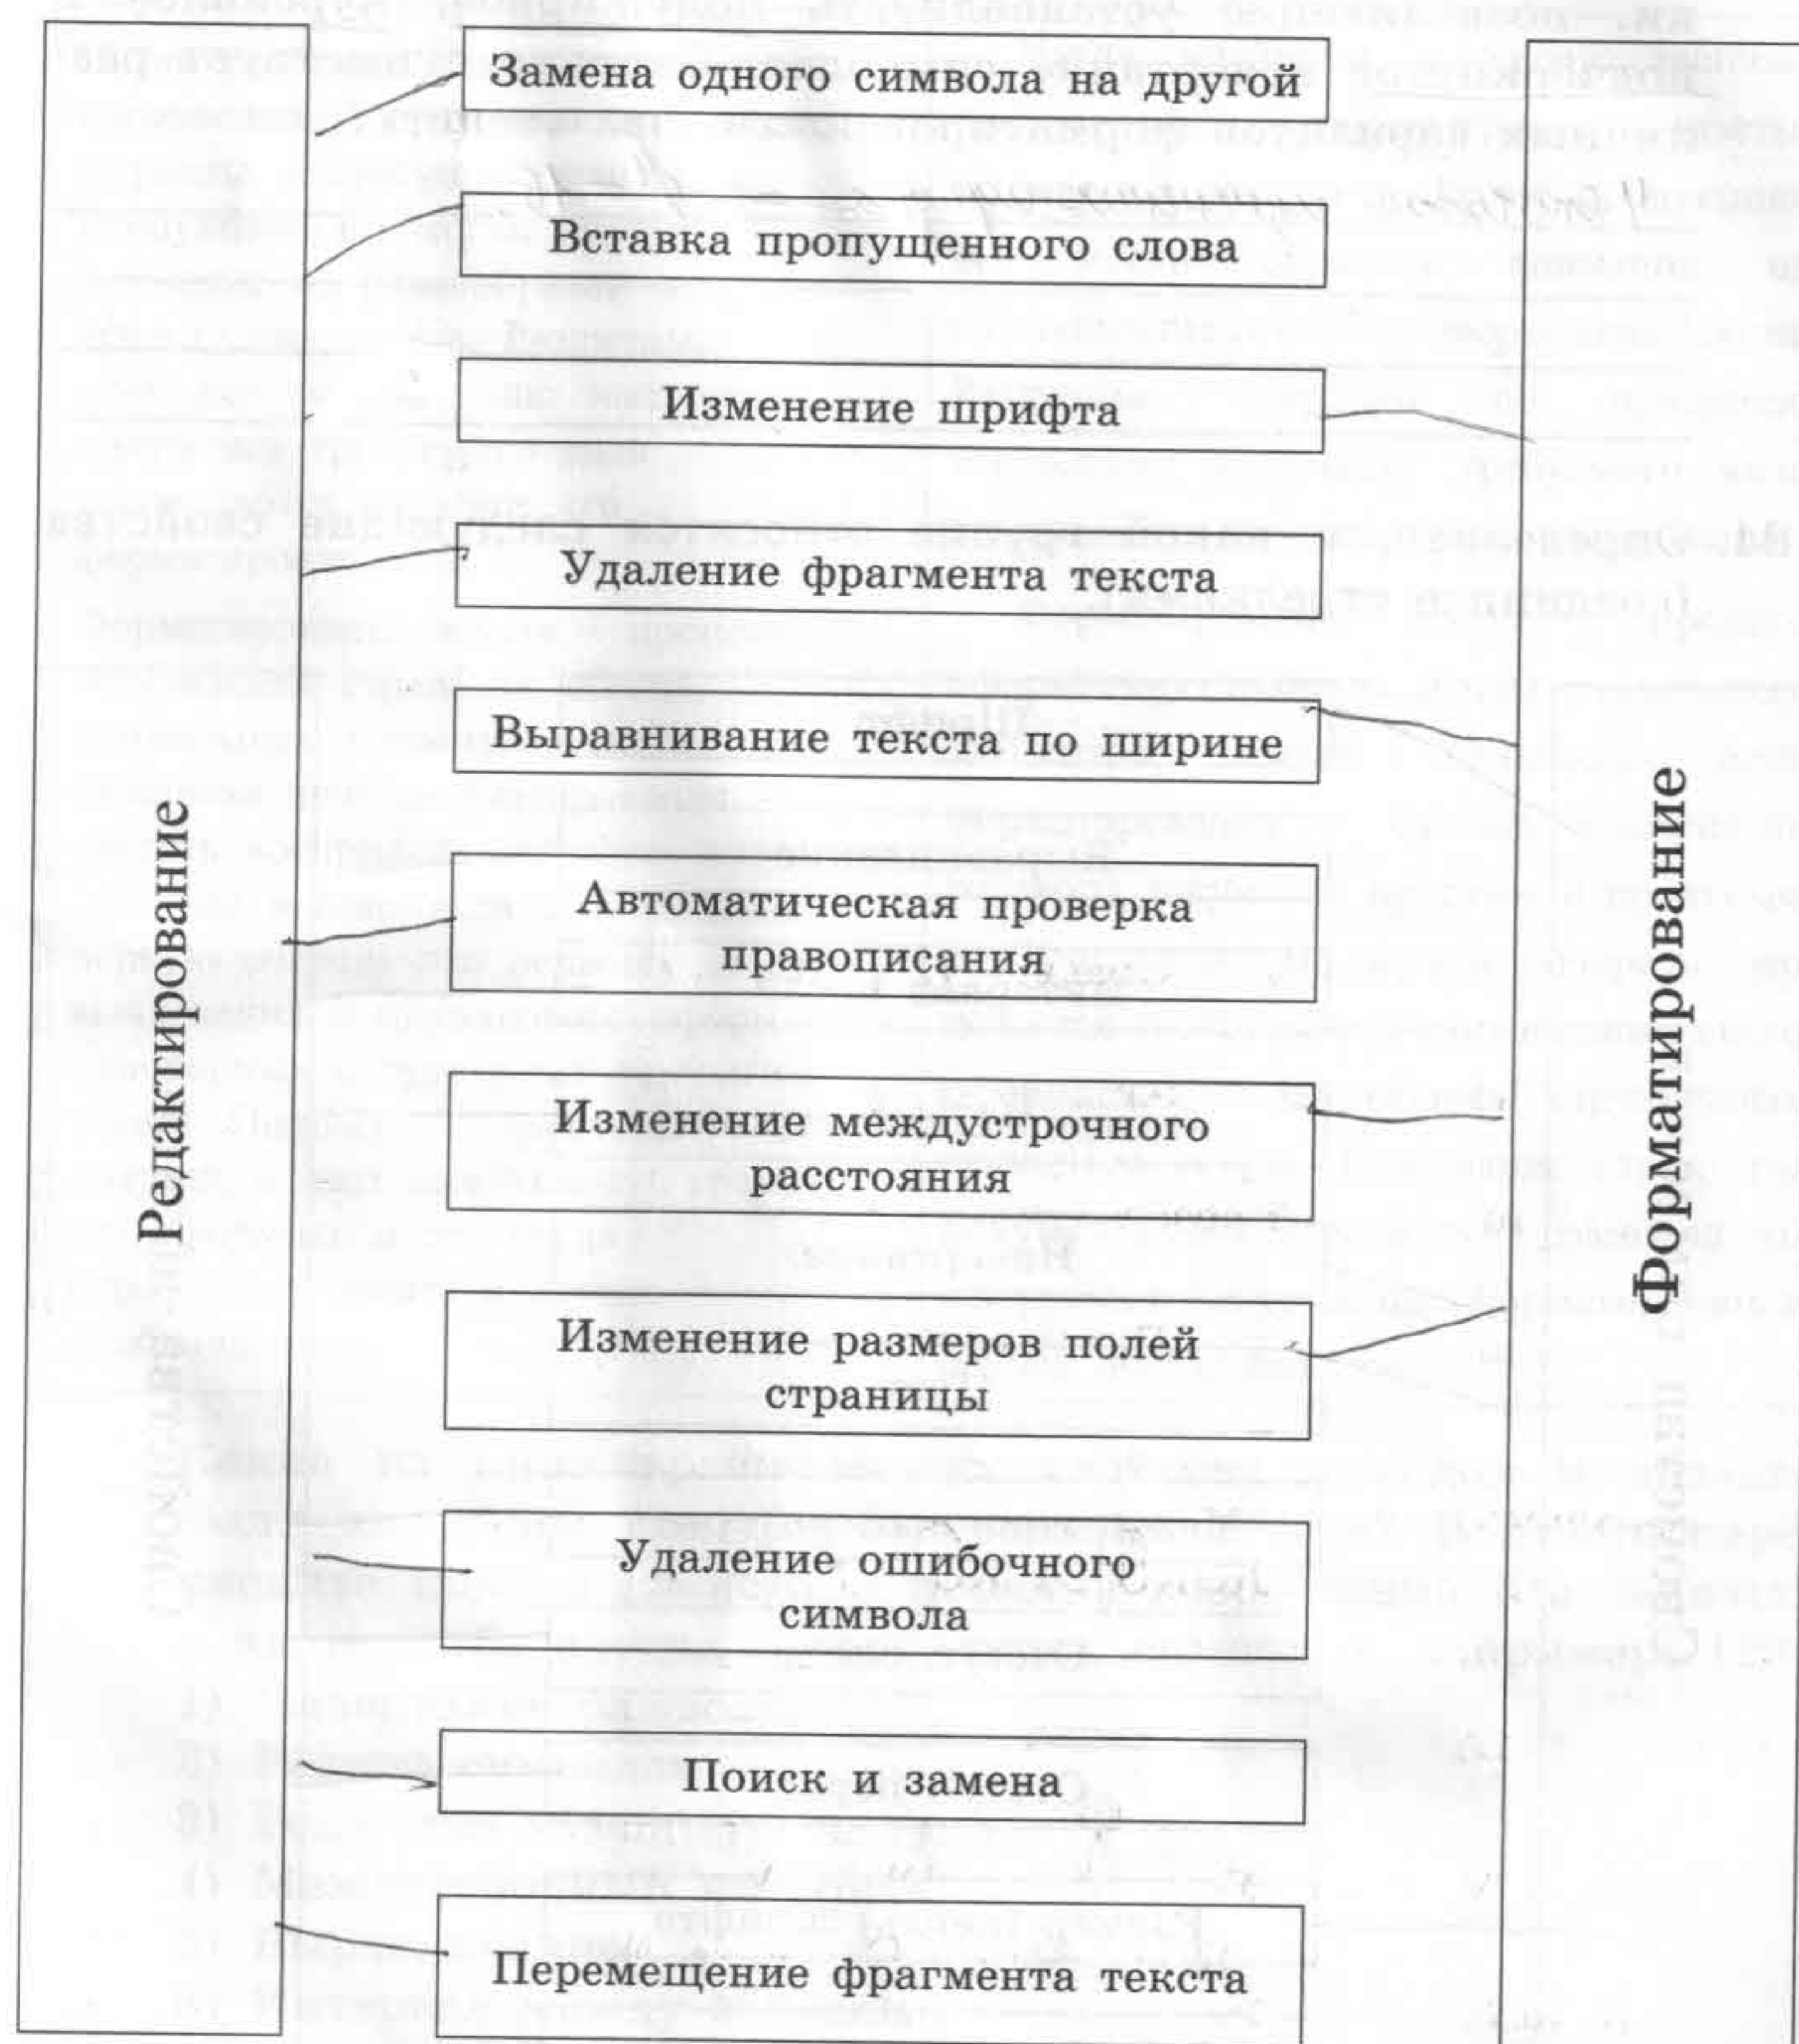 Редактирование
Замена одного символа на другой
Вставка пропущенного слова
Изменение шрифта
Удаление фрагмента текста
Выравнивание текста по ширине
Автоматическая проверка
правописания
Изменение междустрочного
расстояния
Изменение размеров полей
страницы
Удаление ошибочного
символа
Поиск и замена
Перемещение фрагмента текста
Форматирование